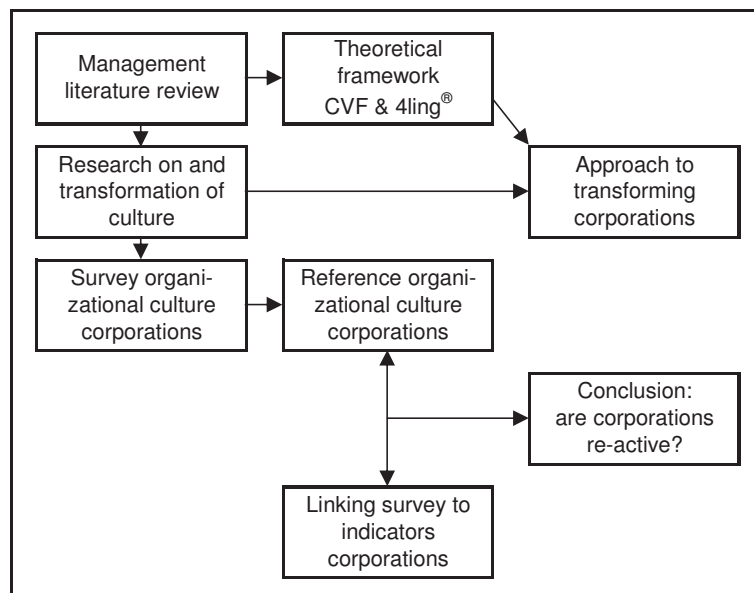 Management
literature review
Theoretical
framework
CVF & 4ling®
Research on and
transformation of
culture
Approach to
transforming
corporations
Survey organi-
zational culture
corporations
Reference organi-
zational culture
corporations
Conclusion:
are corporations
re-active?
Linking survey to
indicators
corporations